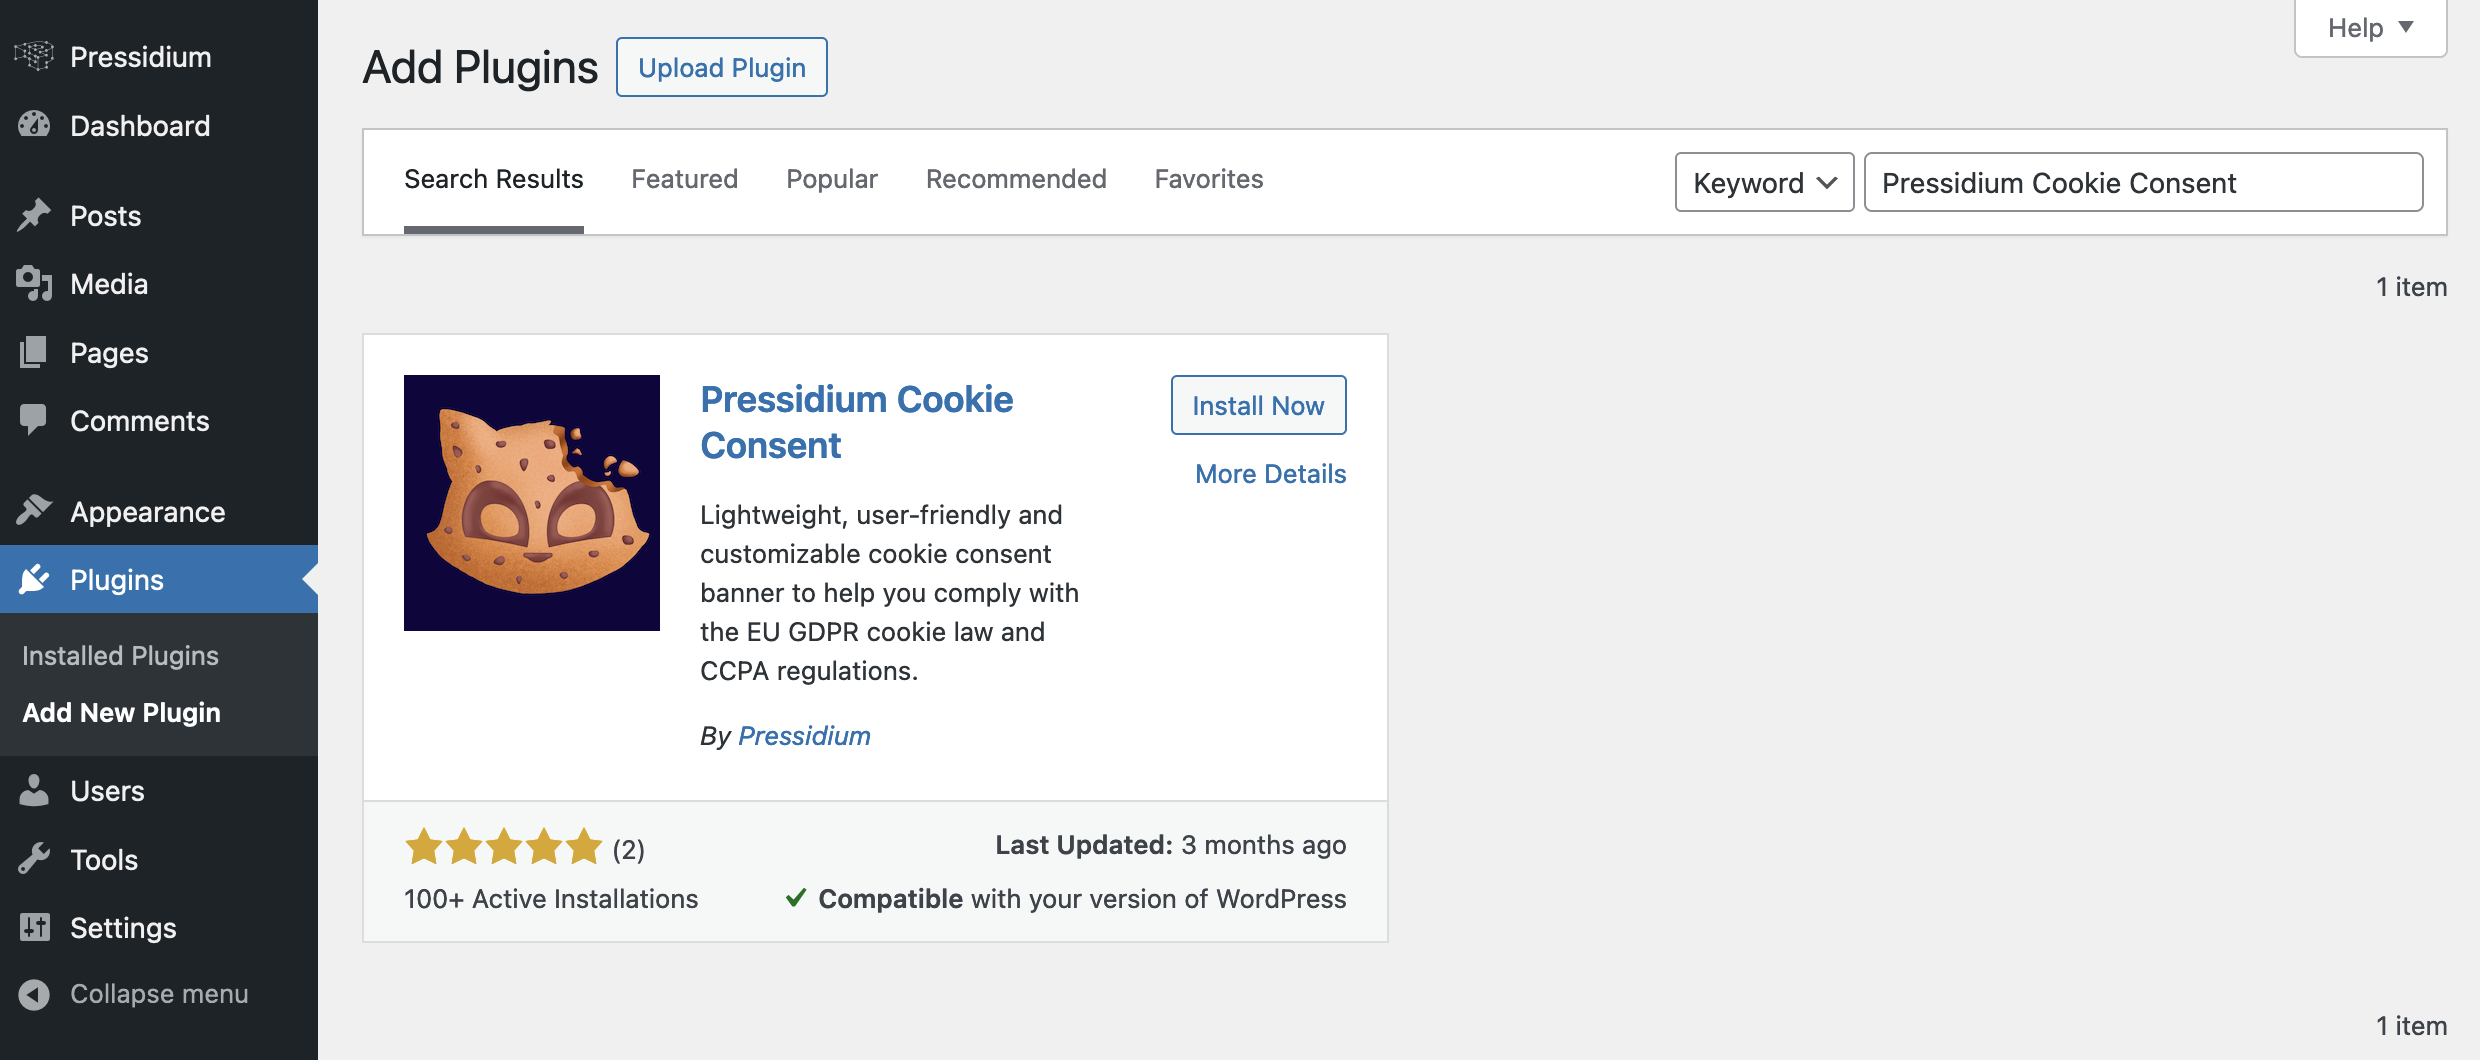 Pressidium
Dashboard
Posts
Media
Pages
Comments
Appearance
Plugins
Installed Plugins
Add New Plugin
Users
Tools
Settings
Collapse menu
Help
Add Plugins
Upload Plugin
Search Results
Featured
Popular
Recommended
Favorites
Keyword
Pressidium Cookie Consent
1 item
Pressidium Cookie
Consent
Install Now
More Details
Lightweight, user-friendly and
customizable cookie consent
banner to help you comply with
the EU GDPR cookie law and
CCPA regulations.
By Pressidium
(2)
Last Updated: 3 months ago
100+ Active Installations
Compatible with your version of WordPress
1 item